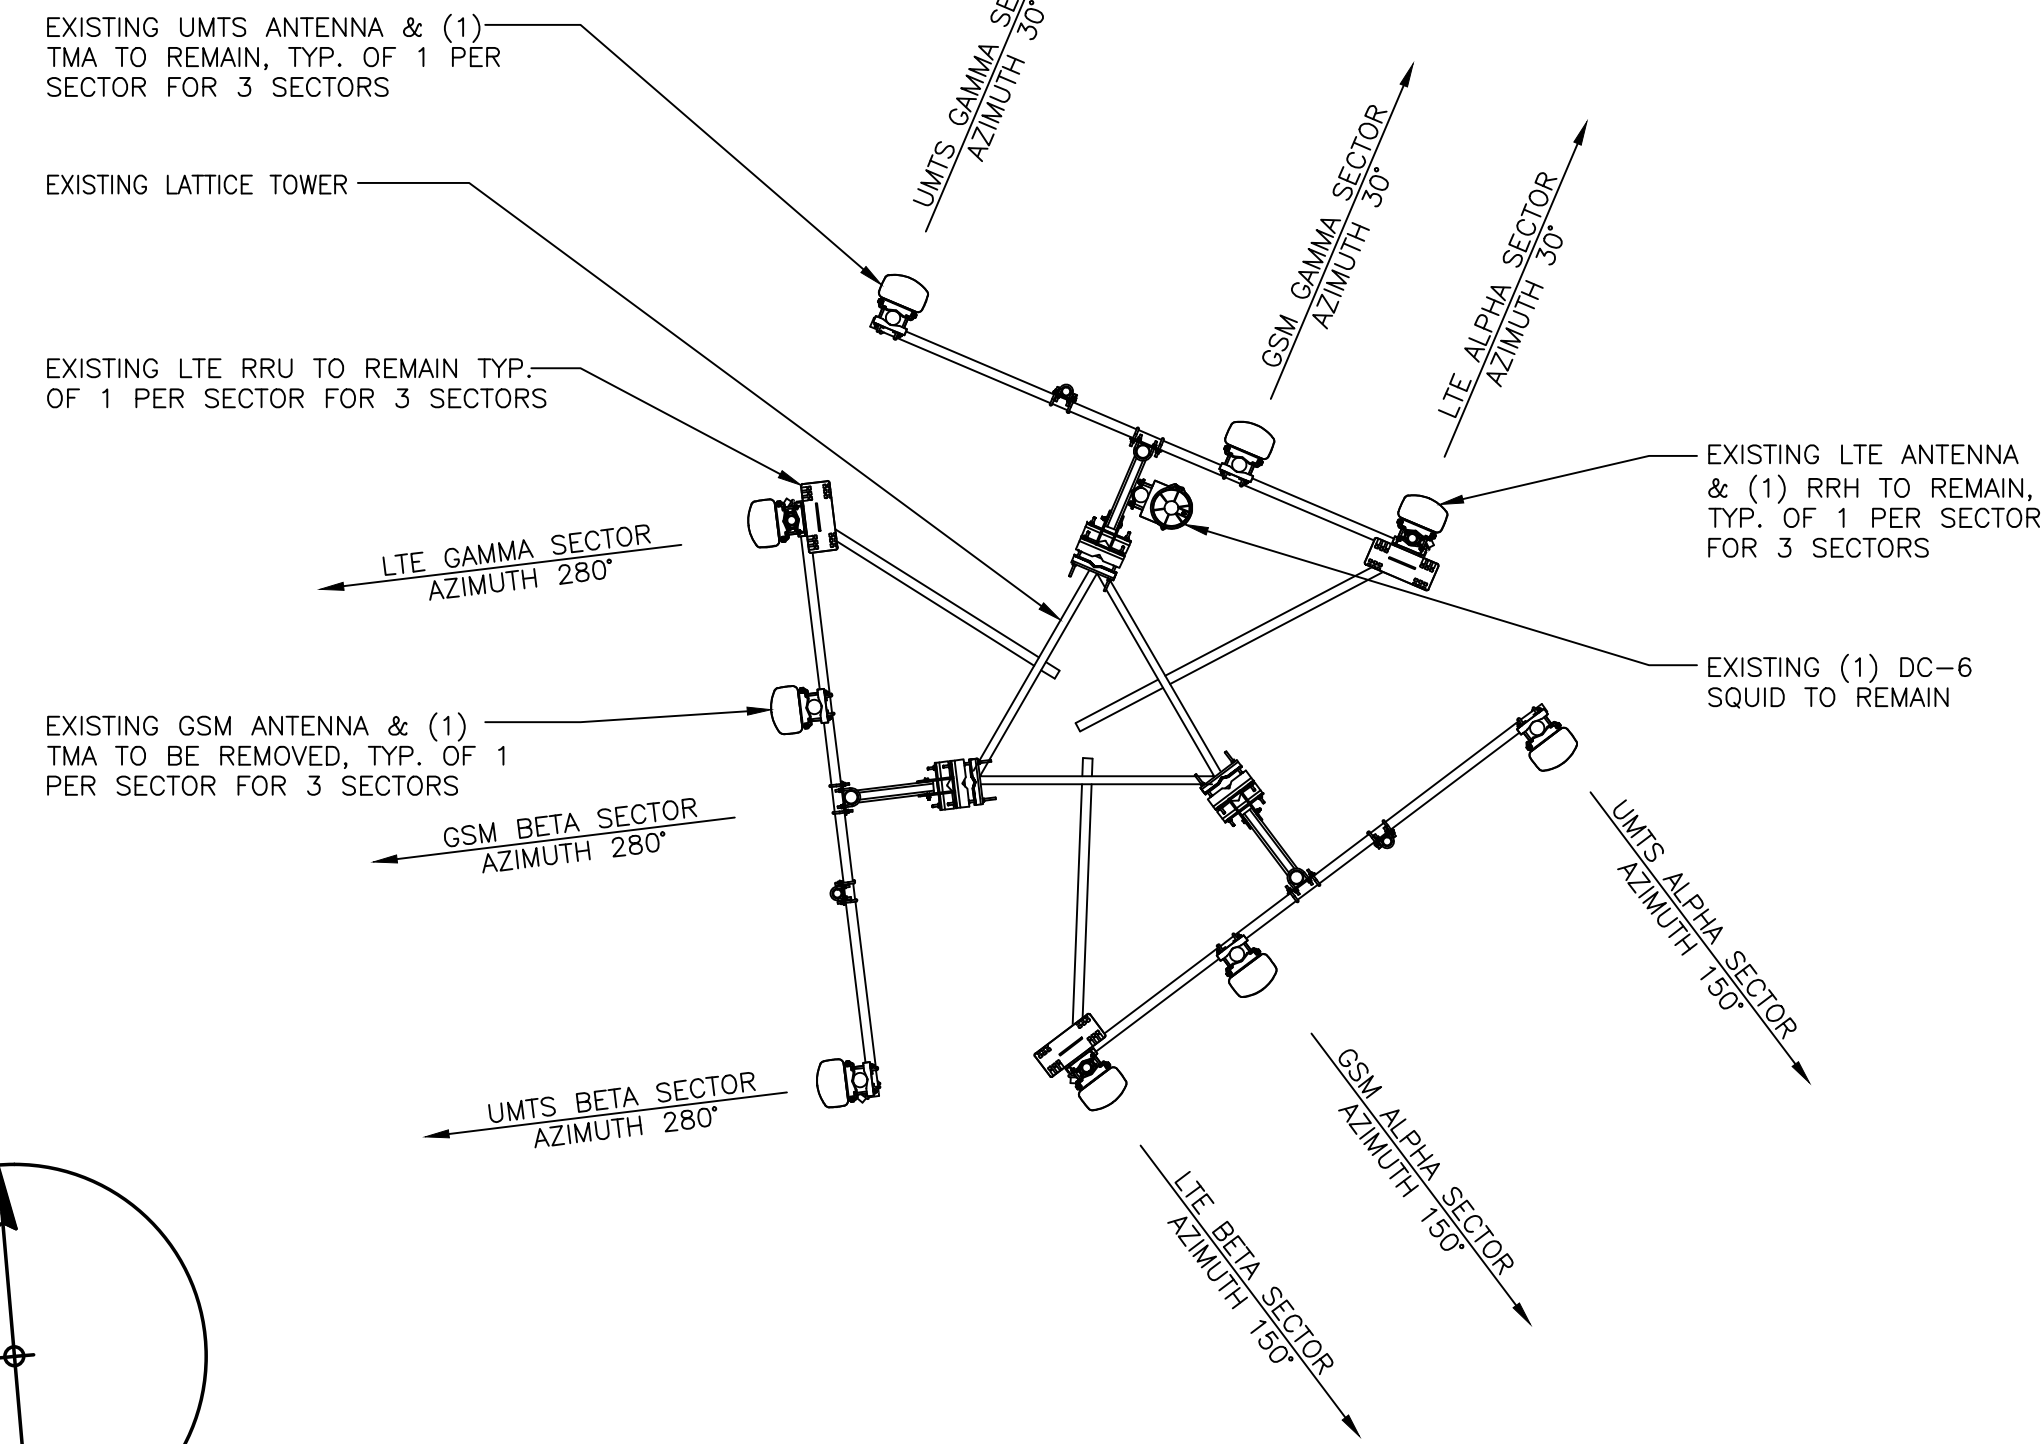 EXISTING UMTS ANTENNA & (1)
TMA TO REMAIN, TYP. OF 1 PER
SECTOR FOR 3 SECTORS
EXISTING LATTICE TOWER
EXISTING LTE RRU TO REMAIN TYP.
OF 1 PER SECTOR FOR 3 SECTORS
EXISTING GSM ANTENNA & (1)
TMA TO BE REMOVED, TYP. OF 1
PER SECTOR FOR 3 SECTORS
UMTS GAMMA
AZIMUTH 30°
GSM GAMMA SECTOR
AZIMUTH 30°
LTE ALPHA SECTOR
AZIMUTH 30°
EXISTING LTE ANTENNA
& (1) RRH TO REMAIN,
TYP. OF 1 PER SECTOR
FOR 3 SECTORS
EXISTING (1) DC-6
SQUID TO REMAIN
LTE GAMMA SECTOR
AZIMUTH 280°
GSM BETA SECTOR
AZIMUTH 280°
UMTS BETA SECTOR
AZIMUTH 280°
UMTS ALPHA SECTOR
AZIMUTH 150°
GSM ALPHA SECTOR
AZIMUTH 150°
LTE BETA SECTOR
AZIMUTH 150°